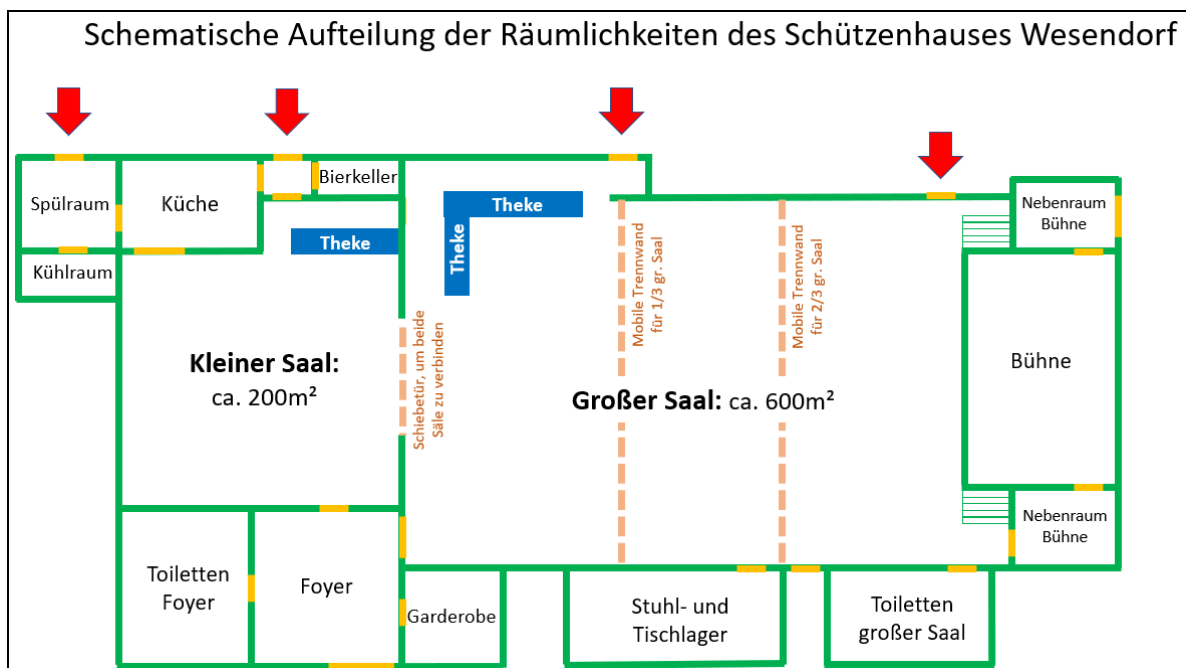 Schematische Aufteilung der Räumlichkeiten des Schützenhauses Wesendorf
Spülraum
Küche
Bierkeller
Theke
Theke
Theke
Kühlraum
Nebenraum
Bühne
Mobile Trennwand
für 1/3 gr. Saal
Mobile Trennwand
für 2/3 gr. Saal
Schiebetür, um beide
Säle zu verbinden
Kleiner Saal:
ca. 200m²
Großer Saal: ca. 600m²
Bühne
Nebenraum
Bühne
Toiletten
Foyer
Foyer
Garderobe
Stuhl- und
Tischlager
Toiletten
großer Saal